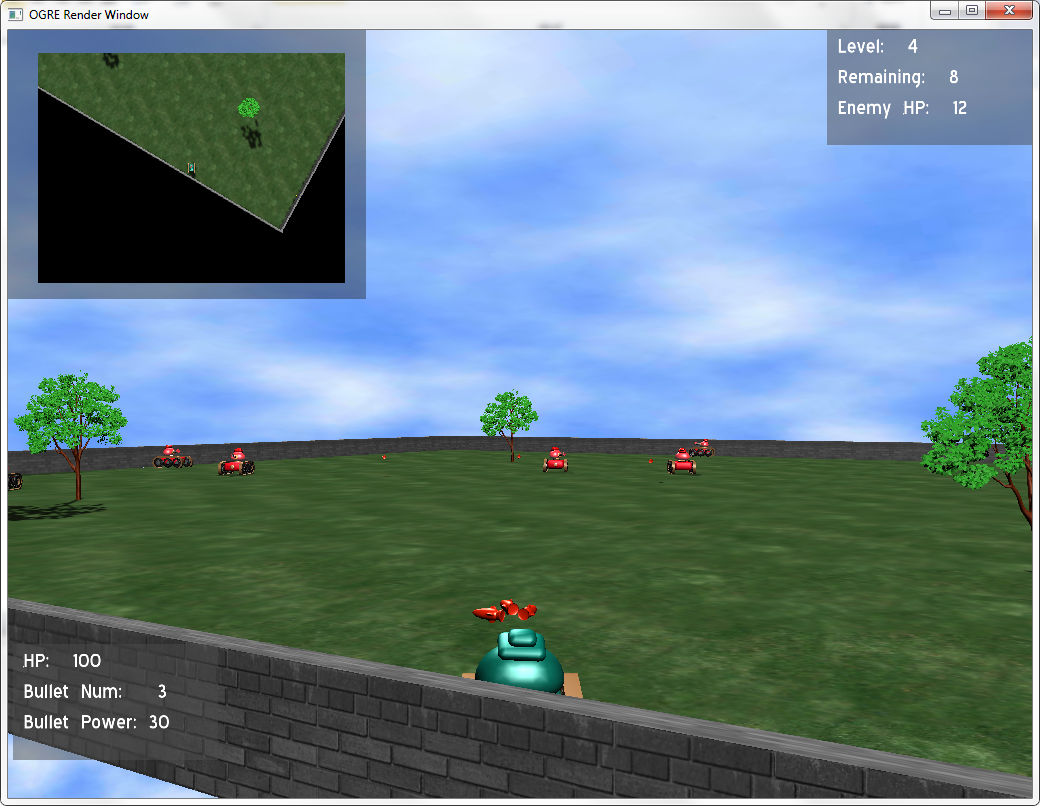 OGRE Render Window
Level: 4
Remaining: 8
Enemy HP: 12
HP: 100
Bullet Num: 3
Bullet Power: 30